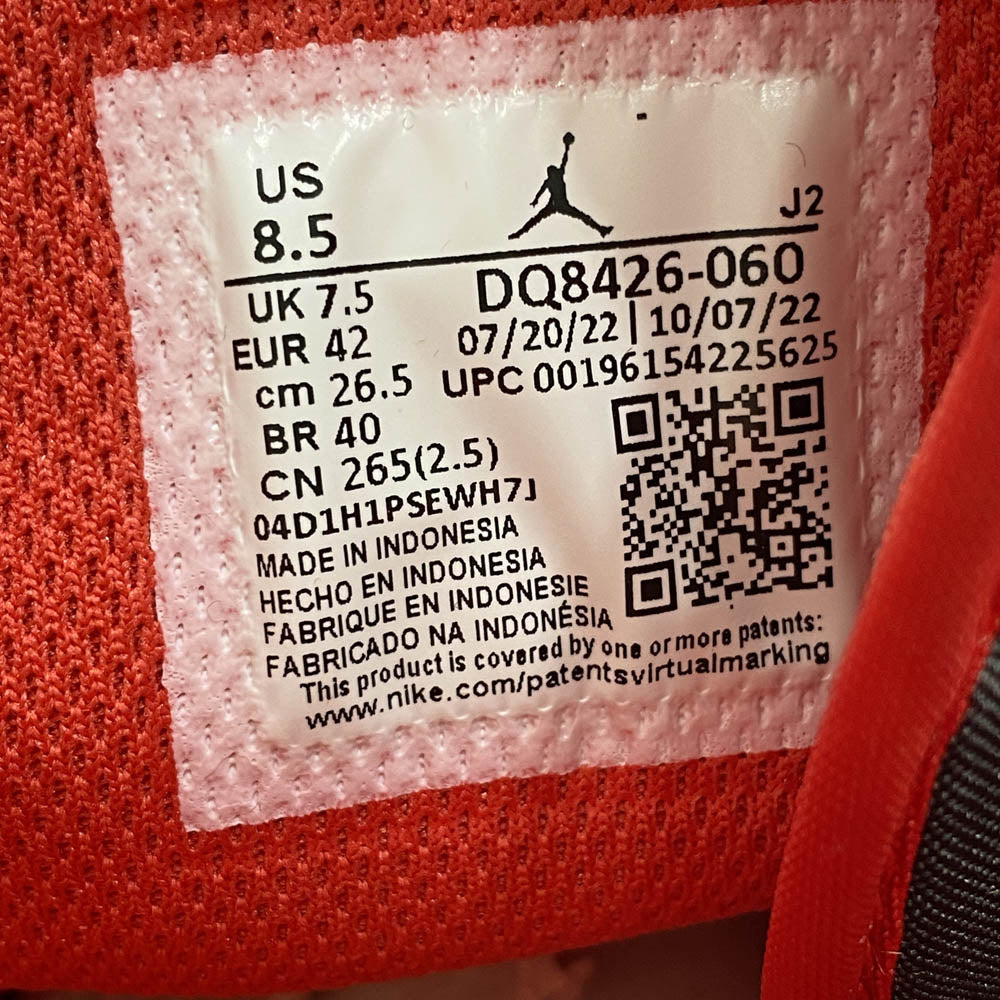 US
8.5
J2
UK 7.5
DQ8426-060
EUR 42
07/20/22 | 10/07/22
cm 26.5
UPC 00196154225625
BR 40
CN 265(2.5)
04D1H1PSEWH7J
MADE IN INDONESIA
HECHO EN INDONESIA
FABRIQUE EN INDONESIE
FABRICADO NA INDONÉSIA
This product is covered by one or more patents:
www.nike.com/patentsvirtualmarking